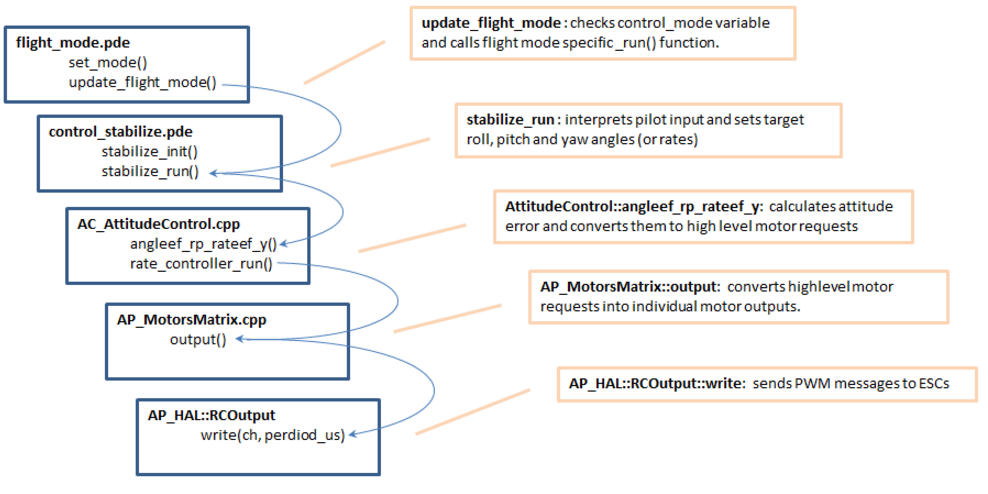 flight_mode.pde
set_mode()
update_flight_mode()
update_flight_mode : checks control_mode variable
and calls flight mode specific _run() function.
control_stabilize.pde
stabilize_init()
stabilize_run()
stabilize_run : interprets pilot input and sets target
roll, pitch and yaw angles (or rates)
AC_AttitudeControl.cpp
angleef_rp_rateef_y()
rate_controller_run()
AttitudeControl::angleef_rp_rateef_y: calculates attitude
error and converts them to high level motor requests
AP_MotorsMatrix.cpp
output()
AP_MotorsMatrix::output: converts highlevel motor
requests into individual motor outputs.
AP_HAL::RCOutput
write(ch, perdiod_us)
AP_HAL::RCOutput::write: sends PWM messages to ESCs